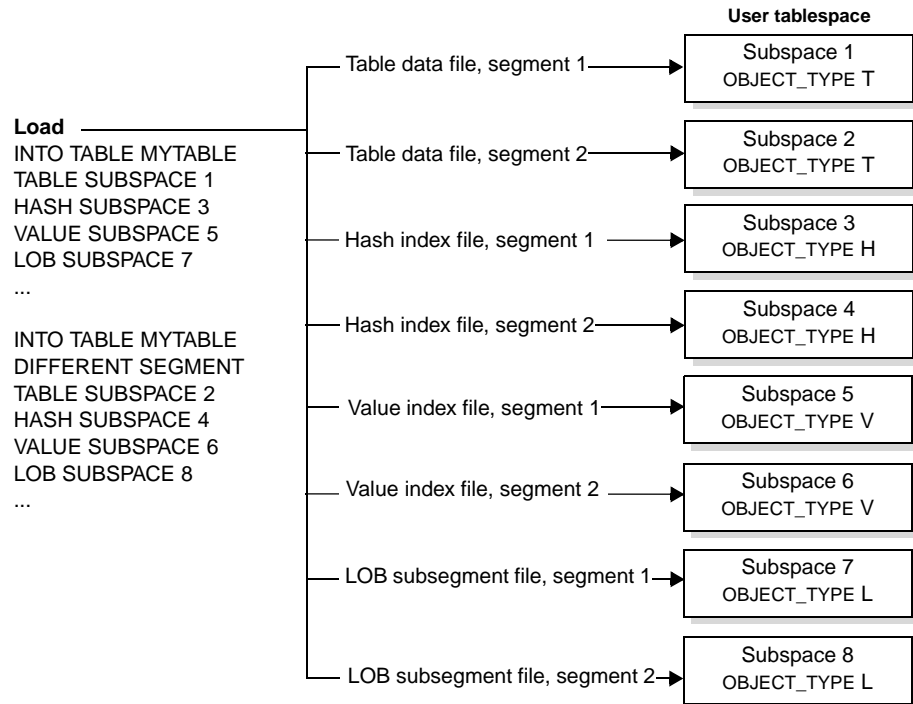 User tablespace
Load
INTO TABLE MYTABLE
TABLE SUBSPACE 1
HASH SUBSPACE 3
VALUE SUBSPACE 5
LOB SUBSPACE 7
...
INTO TABLE MYTABLE
DIFFERENT SEGMENT
TABLE SUBSPACE 2
HASH SUBSPACE 4
VALUE SUBSPACE 6
LOB SUBSPACE 8
...
Table data file, segment 1
Subspace 1
OBJECT_TYPE T
Table data file, segment 2
Subspace 2
OBJECT_TYPE T
Hash index file, segment 1
Subspace 3
OBJECT_TYPE H
Hash index file, segment 2
Subspace 4
OBJECT_TYPE H
Value index file, segment 1
Subspace 5
OBJECT_TYPE V
Value index file, segment 2
Subspace 6
OBJECT_TYPE V
LOB subsegment file, segment 1
Subspace 7
OBJECT_TYPE L
LOB subsegment file, segment 2
Subspace 8
OBJECT_TYPE L